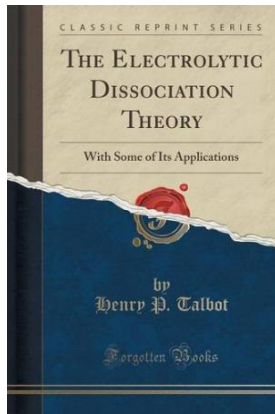 CLASSIC REPRINT SERIES
THE ELECTROLYTIC
DISSOCIATION
THEORY
With Some of Its Applications
by
Henry P. Talbot
Forgotten Books